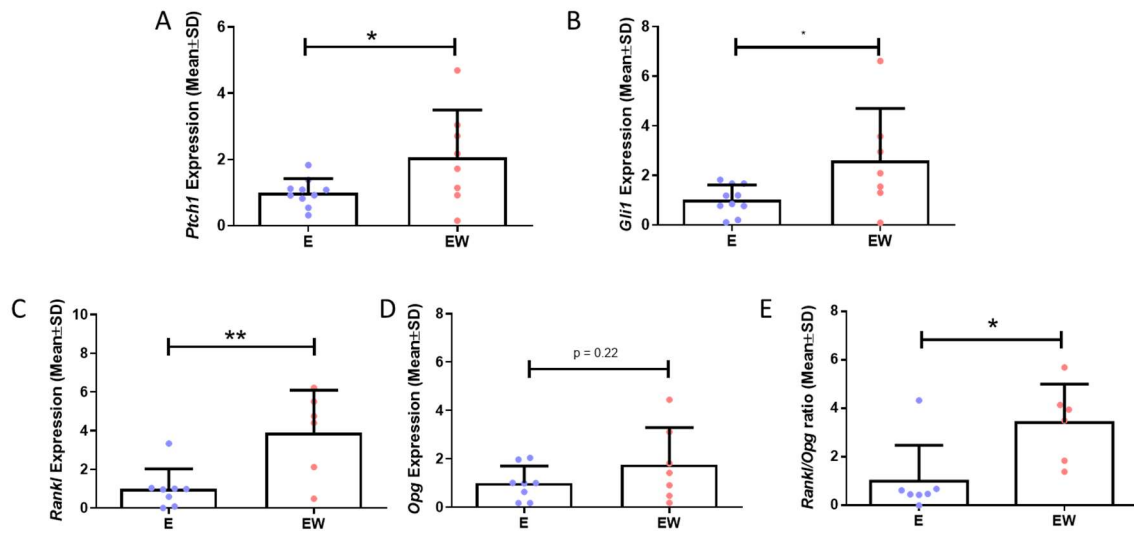 A
Ptch1 Expression (Mean±SD)
6
4
2
0
*
E
EW
B
Gli1 Expression (Mean±SD)
8
6
4
2
0
*
E
EW
C
Rankl Expression (Mean±SD)
10
8
6
4
2
0
**
E
EW
D
Opg Expression (Mean±SD)
8
6
4
2
0
p = 0.22
E
EW
E
Rankl/Opg ratio (Mean±SD)
8
6
4
2
0
*
E
EW